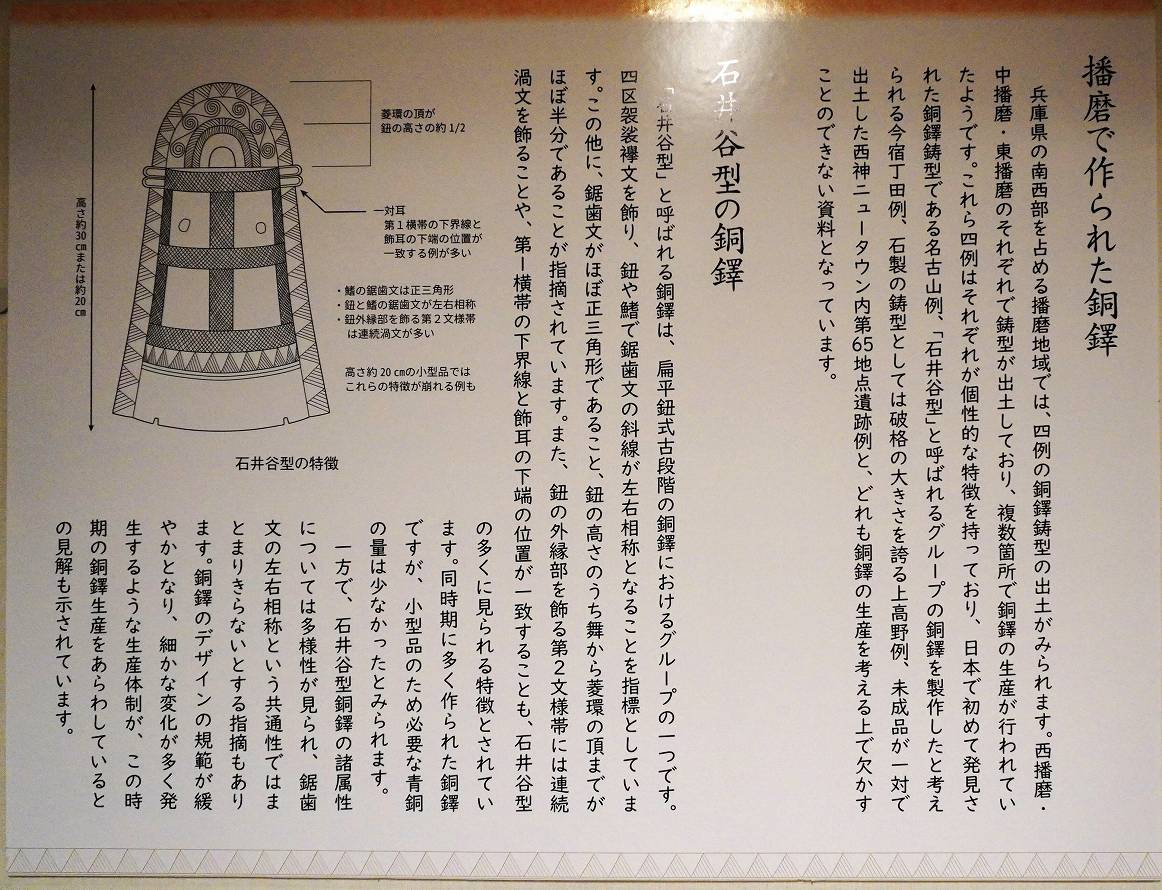 播磨で作られた銅鐸
兵庫県の南西部を占める播磨地域では、四例の銅鐸鋳型の出土がみられます。西播磨・
中播磨・東播磨のそれぞれで鋳型が出土しており、複数箇所で銅鐸の生産が行われてい
たようです。これら四例はそれぞれが個性的な特徴を持っており、日本で初めて発見さ
れた銅鐸鋳型である名古山例、「石井谷型」と呼ばれるグループの銅鐸を製作したと考え
られる今宿丁田例、石製の鋳型としては破格の大きさを誇る上高野例、未成品が一対で
出土した西神ニュータウン内第65地点遺跡例と、どれも銅鐸の生産を考える上で欠かす
ことのできない資料となっています。
石井谷型の銅鐸
「石井谷型」と呼ばれる銅鐸は、扁平鈕式古段階の銅鐸におけるグループの一つです。
四区袈裟襷文を飾り、鈕や鰭で鋸歯文の斜線が左右相称となることを指標としていま
す。この他に、鋸歯文がほぼ正三角形であること、鈕の高さのうち舞から菱環の頂までが
ほぼ半分であることが指摘されています。また、鈕の外縁部を飾る第2文様帯には連続
渦文を飾ることや、第一横帯の下界線と飾耳の下端の位置が一致することも、石井谷型
の多くに見られる特徴とされてい
ます。同時期に多く作られた銅鐸
ですが、小型品のため必要な青銅
の量は少なかったとみられます。
一方で、石井谷型銅鐸の諸属性
については多様性が見られ、鋸歯
文の左右相称という共通性ではま
とまりきらないとする指摘もあり
ます。銅鐸のデザインの規範が緩
やかとなり、細かな変化が多く発
生するような生産体制が、この時
期の銅鐸生産をあらわしていると
の見解も示されています。
菱環の頂が
鈕の高さの約1/2
一対耳
第1横帯の下界線と
飾耳の下端の位置が
一致する例が多い
・鰭の鋸歯文は正三角形
・鈕と鰭の鋸歯文が左右相称
・鈕外縁部を飾る第2文様帯
は連続渦文が多い
高さ約20㎝の小型品では
これらの特徴が崩れる例も
高さ約30㎝または約20㎝
石井谷型の特徴